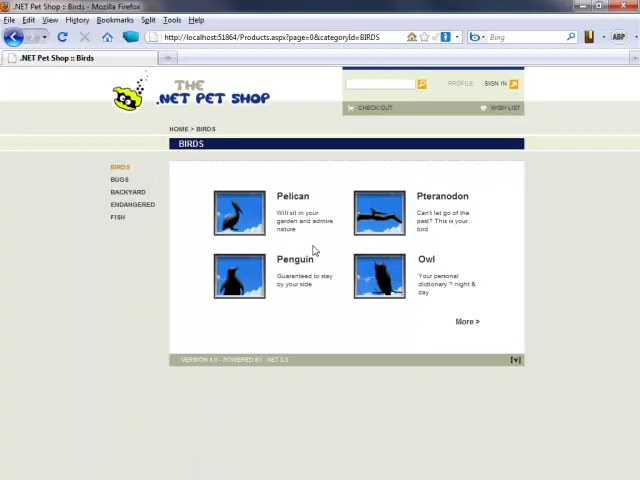 .NET Pet Shop :: Birds - Mozilla Firefox
File Edit View History Bookmarks Split Tools Help
http://localhost:51864/Products.aspx?page=0&categoryId=BIRDS
Bing
ABP
.NET Pet Shop :: Birds
THE
.NET PET SHOP
PROFILE SIGN IN
CHECK OUT WISH LIST
HOME > BIRDS
BIRDS
BIRDS
BUGS
BACKYARD
ENDANGERED
FISH
Pelican
Will sit in your
garden and admire
nature
Pteranodon
Can't let go of the
past? This is your
bird
Penguin
Guaranteed to stay
by your side
Owl
Your personal
dictionary ? night &
day
More >
VERSION 4.0 - POWERED BY .NET 3.5
[v]